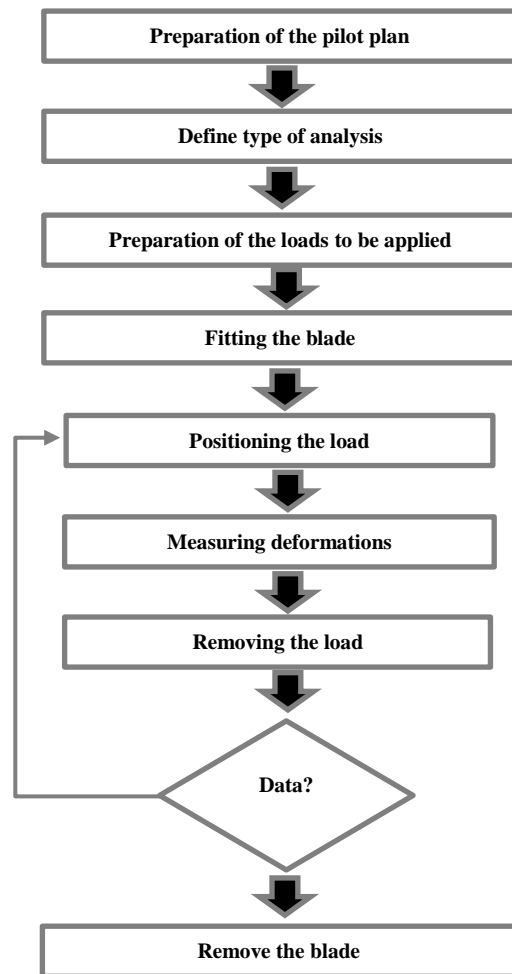 Preparation of the pilot plan
Define type of analysis
Preparation of the loads to be applied
Fitting the blade
Positioning the load
Measuring deformations
Removing the load
Data?
Remove the blade